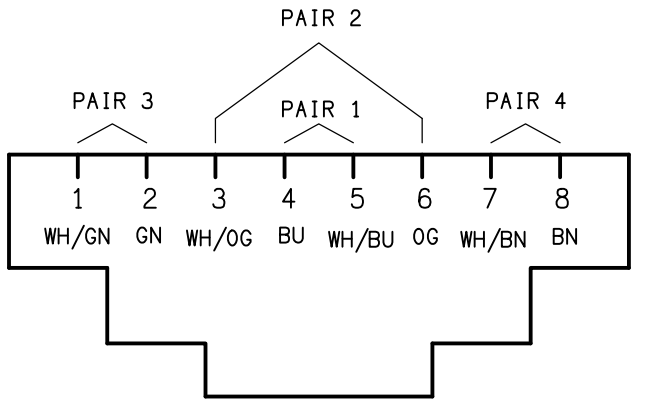 PAIR 2
PAIR 3 PAIR 1 PAIR 4
1 2 3 4 5 6 7 8
WH/GN GN WH/OG BU WH/BU OG WH/BN BN